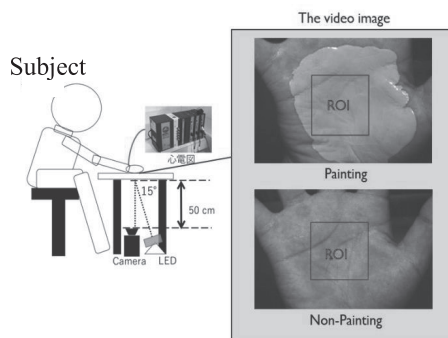 The video image
Subject
ROI
心電図
Painting
15°
50 cm
ROI
Camera
LED
Non-Painting